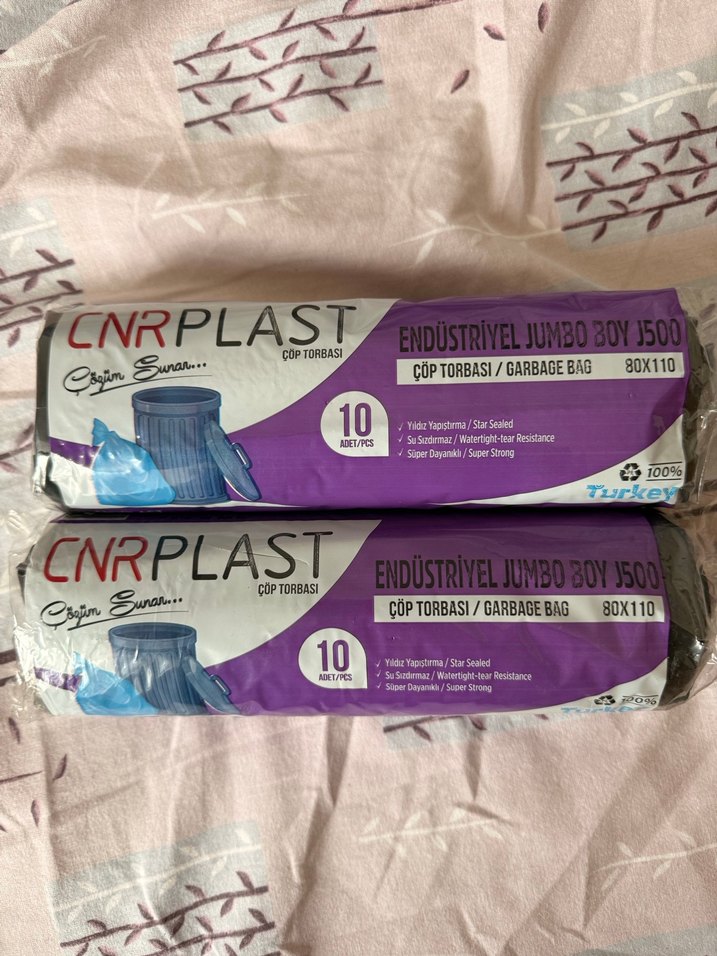 CNRPLAST
ÇÖP TORBASI
Çözüm Sunar...
ENDÜSTRİYEL JUMBO BOY J500
ÇÖP TORBASI / GARBAGE BAG 80X110
10
ADET/PCS
✓ Yıldız Yapıştırma / Star Sealed
✓ Su Sızdırmaz / Watertight-tear Resistance
✓ Süper Dayanıklı / Super Strong
100%
Turkey
CNRPLAST
ÇÖP TORBASI
Çözüm Sunar...
ENDÜSTRİYEL JUMBO BOY J500
ÇÖP TORBASI / GARBAGE BAG 80X110
10
ADET/PCS
✓ Yıldız Yapıştırma / Star Sealed
✓ Su Sızdırmaz / Watertight-tear Resistance
✓ Süper Dayanıklı / Super Strong
100%
Turkey